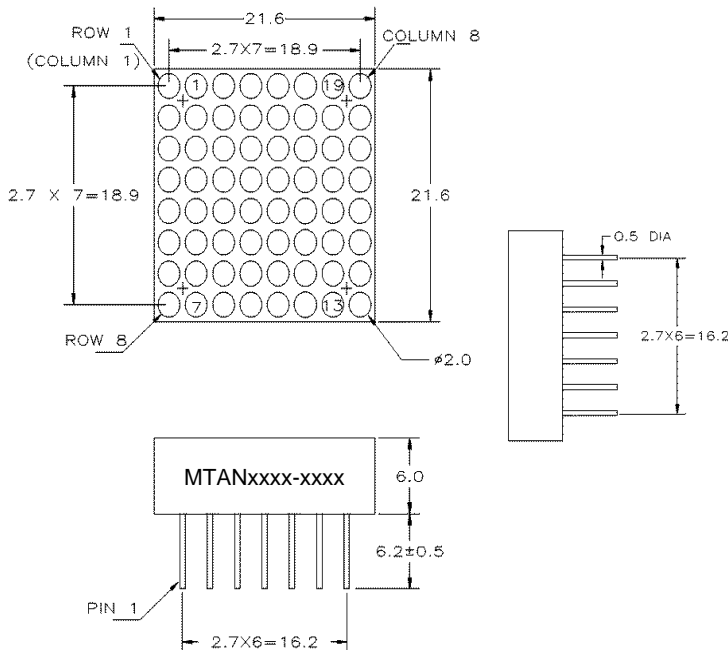 21.6
ROW 1
2.7X7=18.9
COLUMN 8
(COLUMN 1)
1
19
2.7 X 7=18.9
21.6
0.5 DIA
2.7X6=16.2
7
13
ROW 8
ø2.0
MTANxxxx-xxxx
6.0
6.2±0.5
PIN 1
2.7X6=16.2